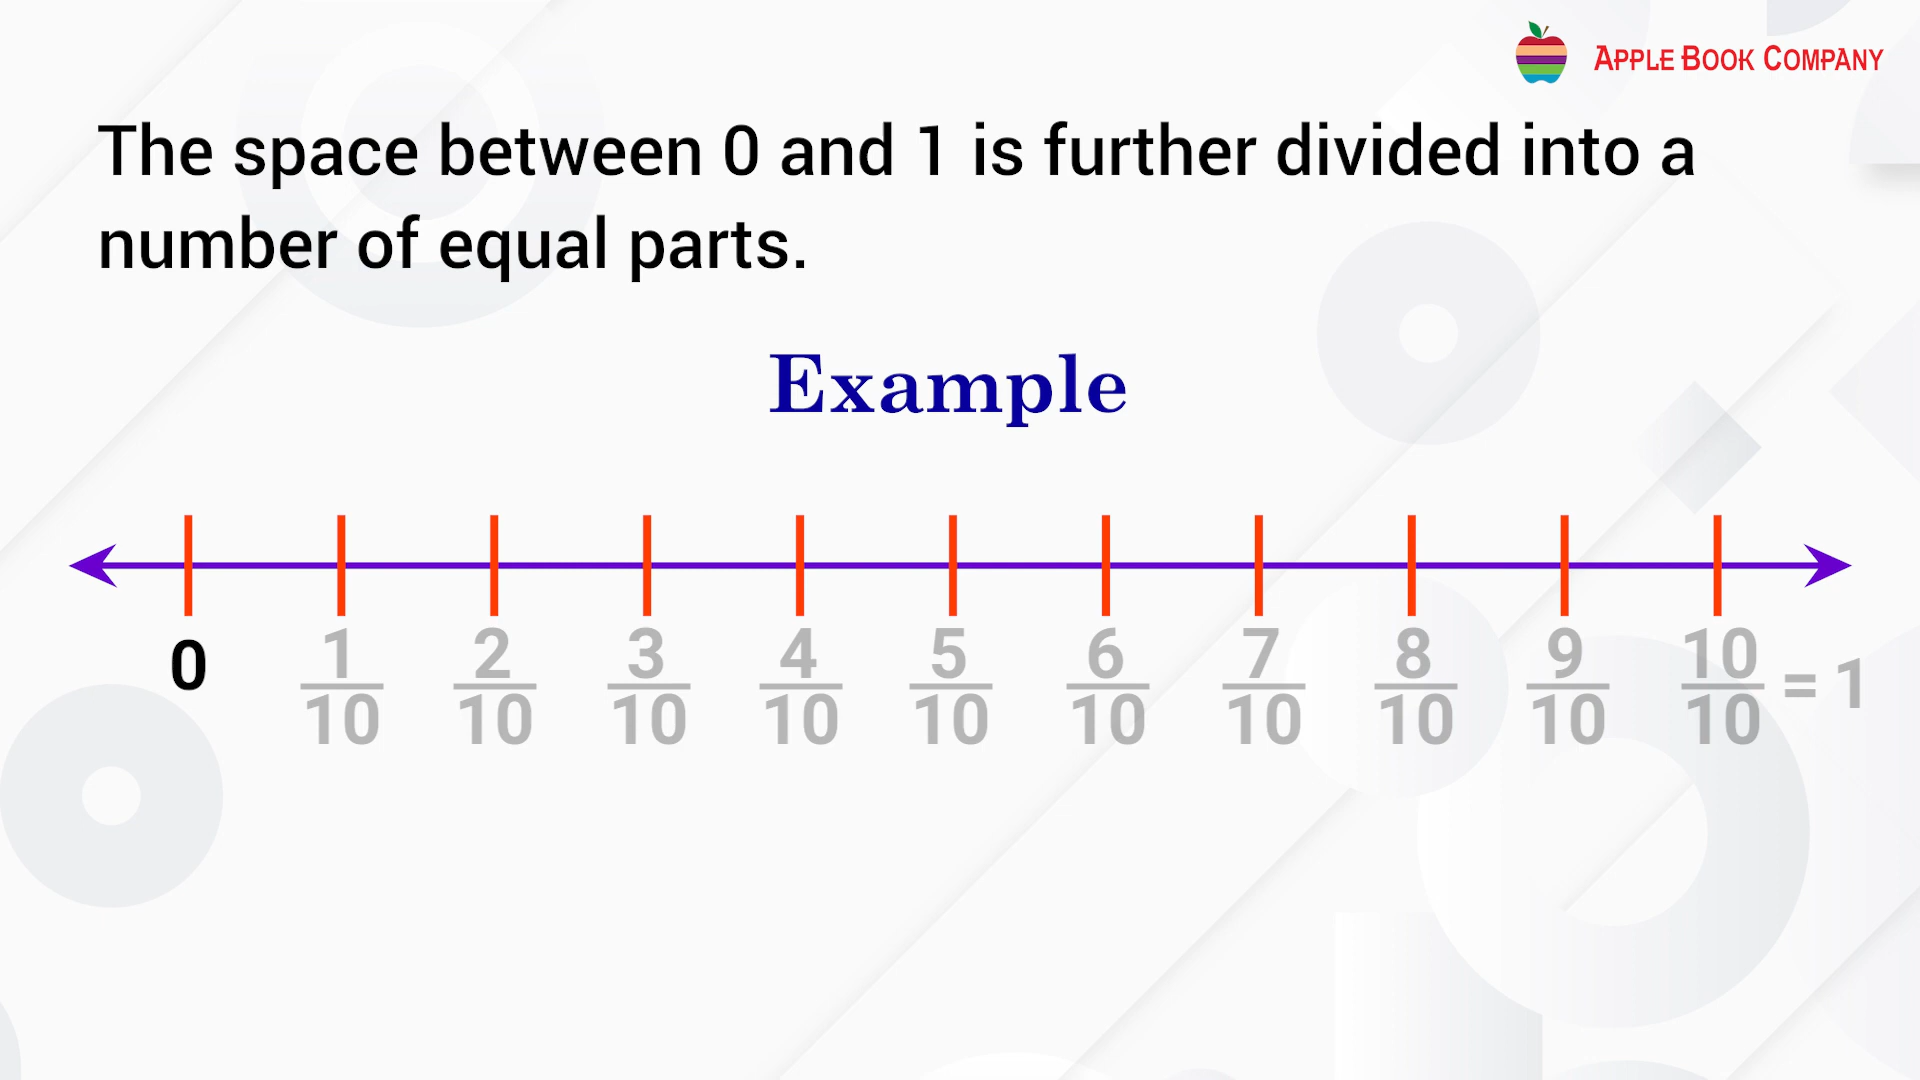 APPLE BOOK COMPANY
The space between 0 and 1 is further divided into a
number of equal parts.
Example
0 1/10 2/10 3/10 4/10 5/10 6/10 7/10 8/10 9/10 10/10 = 1